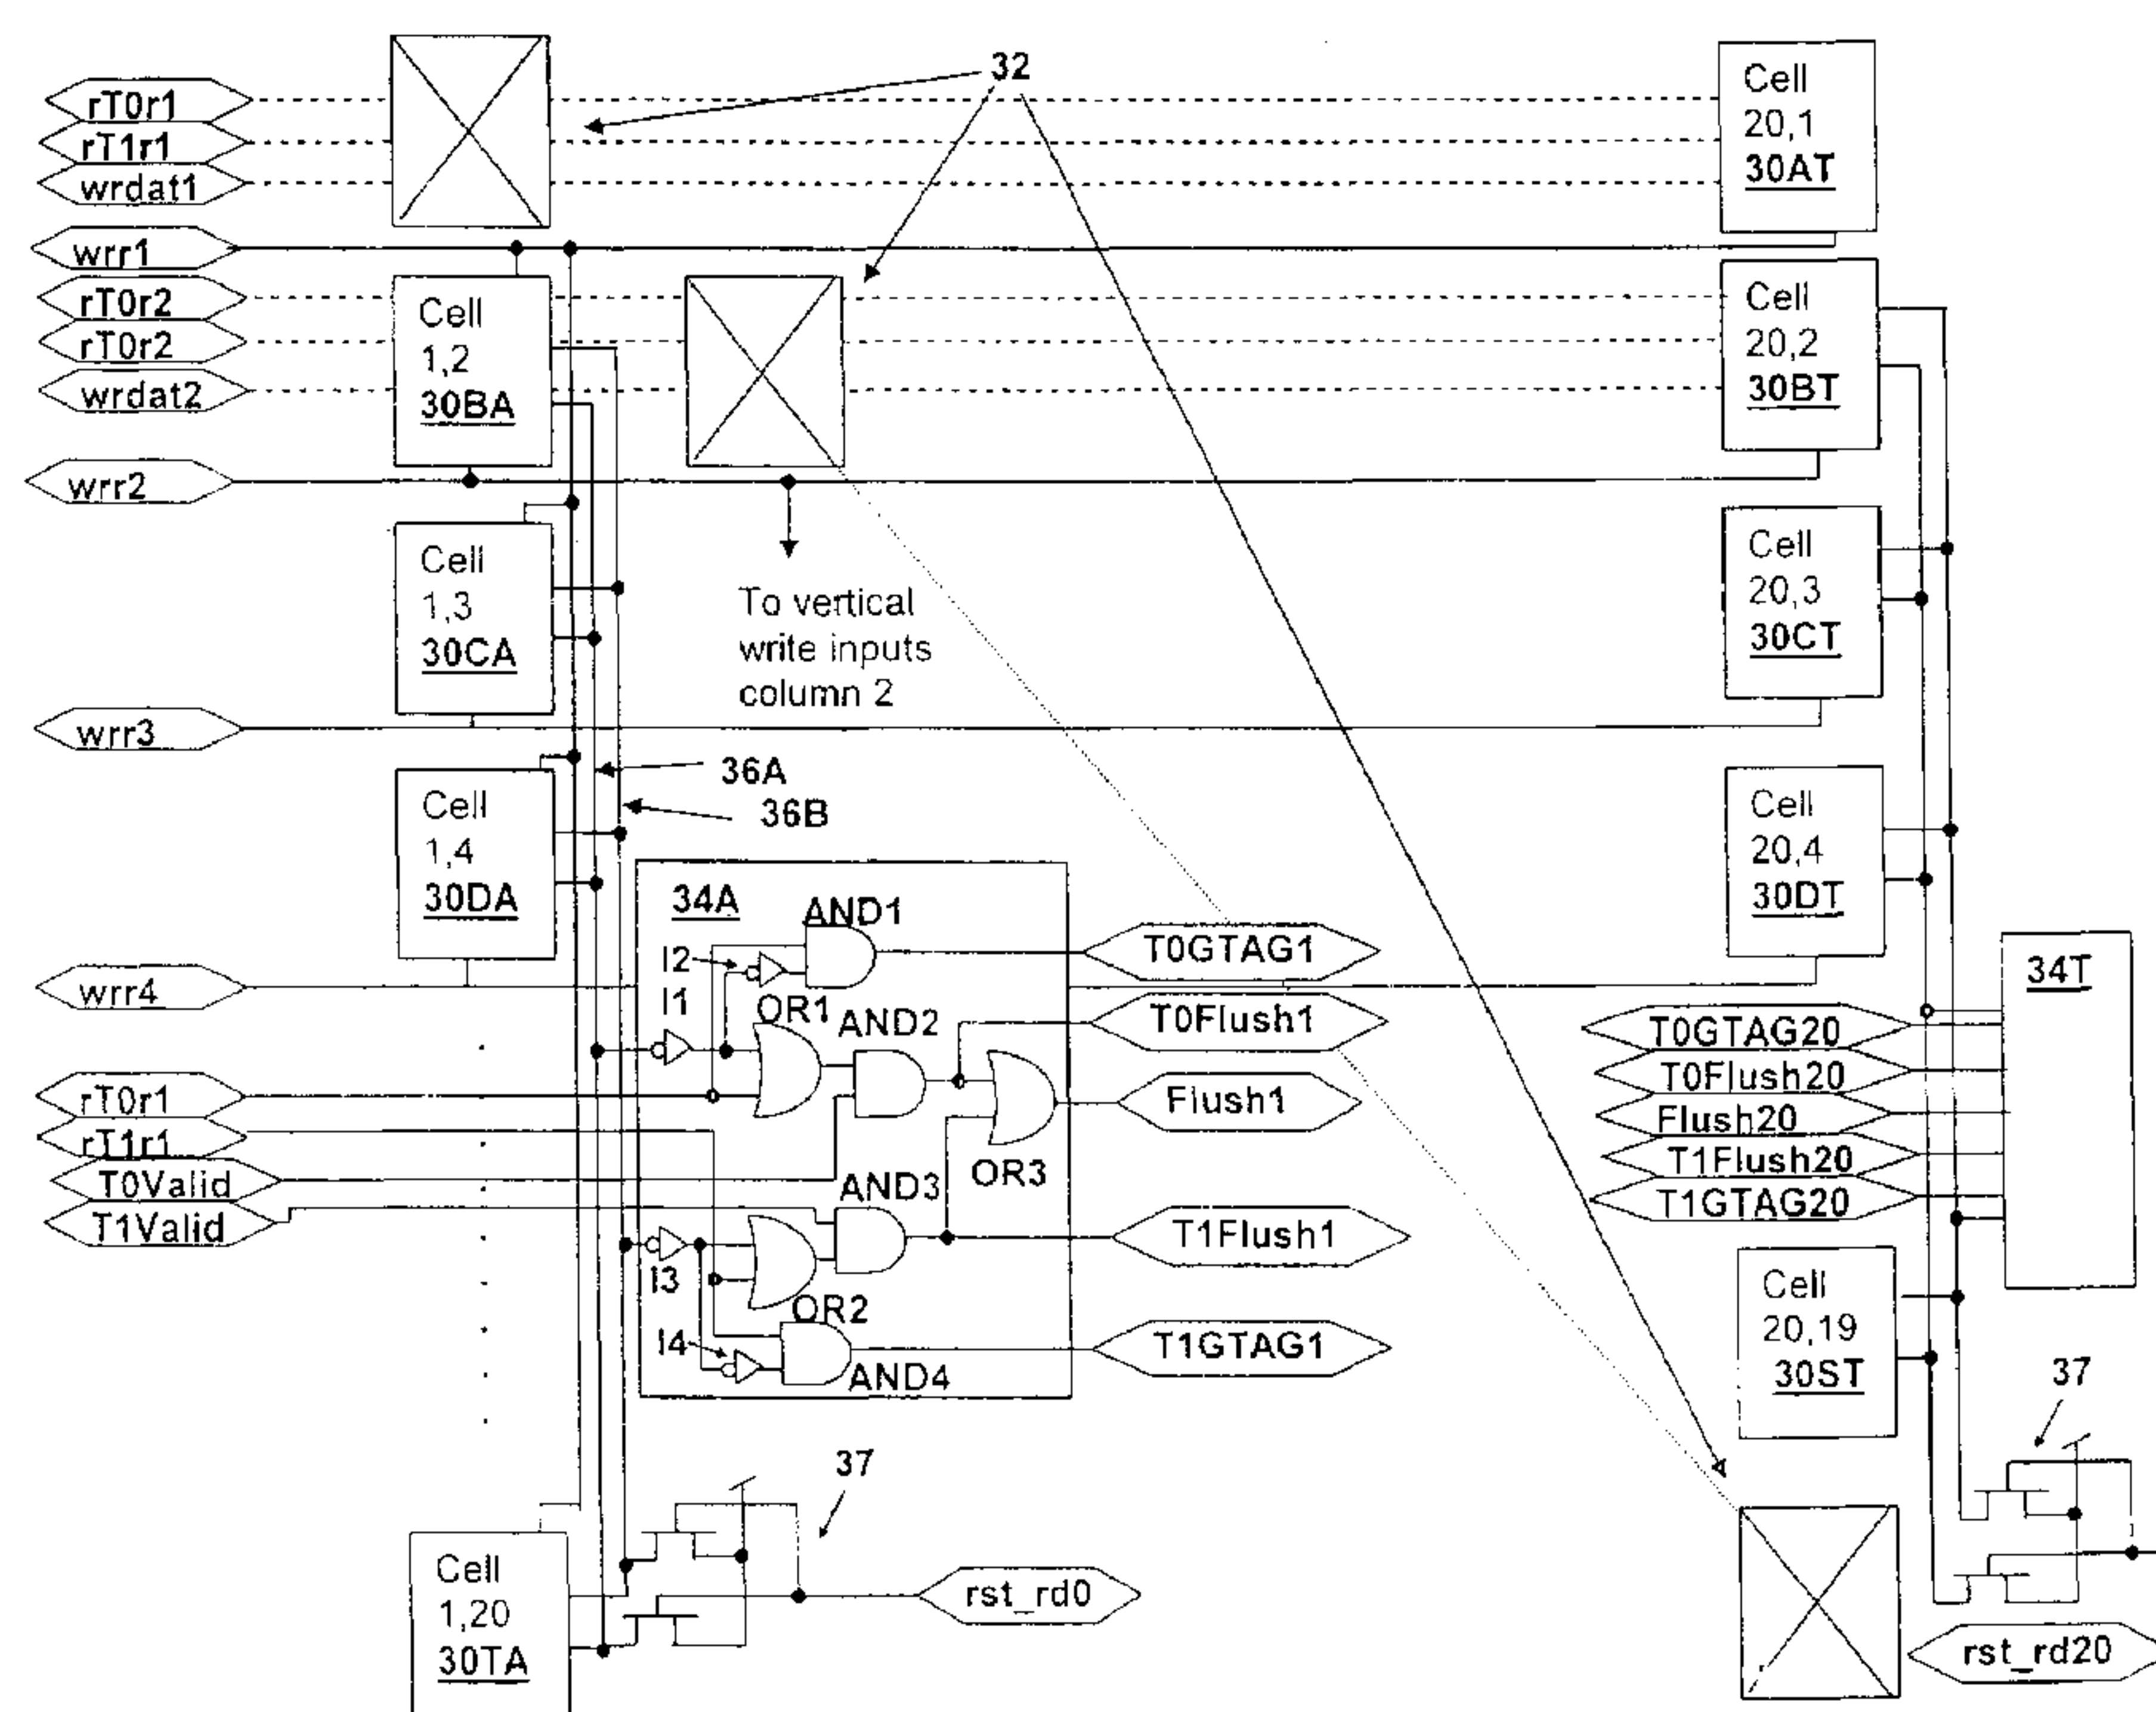 32
rT0r1
rT1r1
wrdat1
Cell
20,1
30AT
wrr1
rT0r2
rT0r2
wrdat2
Cell
1,2
30BA
Cell
20,2
30BT
wrr2
Cell
1,3
30CA
To vertical
write inputs
column 2
Cell
20,3
30CT
wrr3
36A
36B
Cell
1,4
30DA
Cell
20,4
30DT
34A
AND1
I2
I1
OR1
AND2
OR3
AND3
I3
OR2
I4
AND4
T0GTAG1
T0Flush1
Flush1
T1Flush1
T1GTAG1
wrr4
rT0r1
rT1r1
T0Valid
T1Valid
34T
T0GTAG20
T0Flush20
Flush20
T1Flush20
T1GTAG20
Cell
20,19
30ST
37
37
Cell
1,20
30TA
rst_rd0
rst_rd20